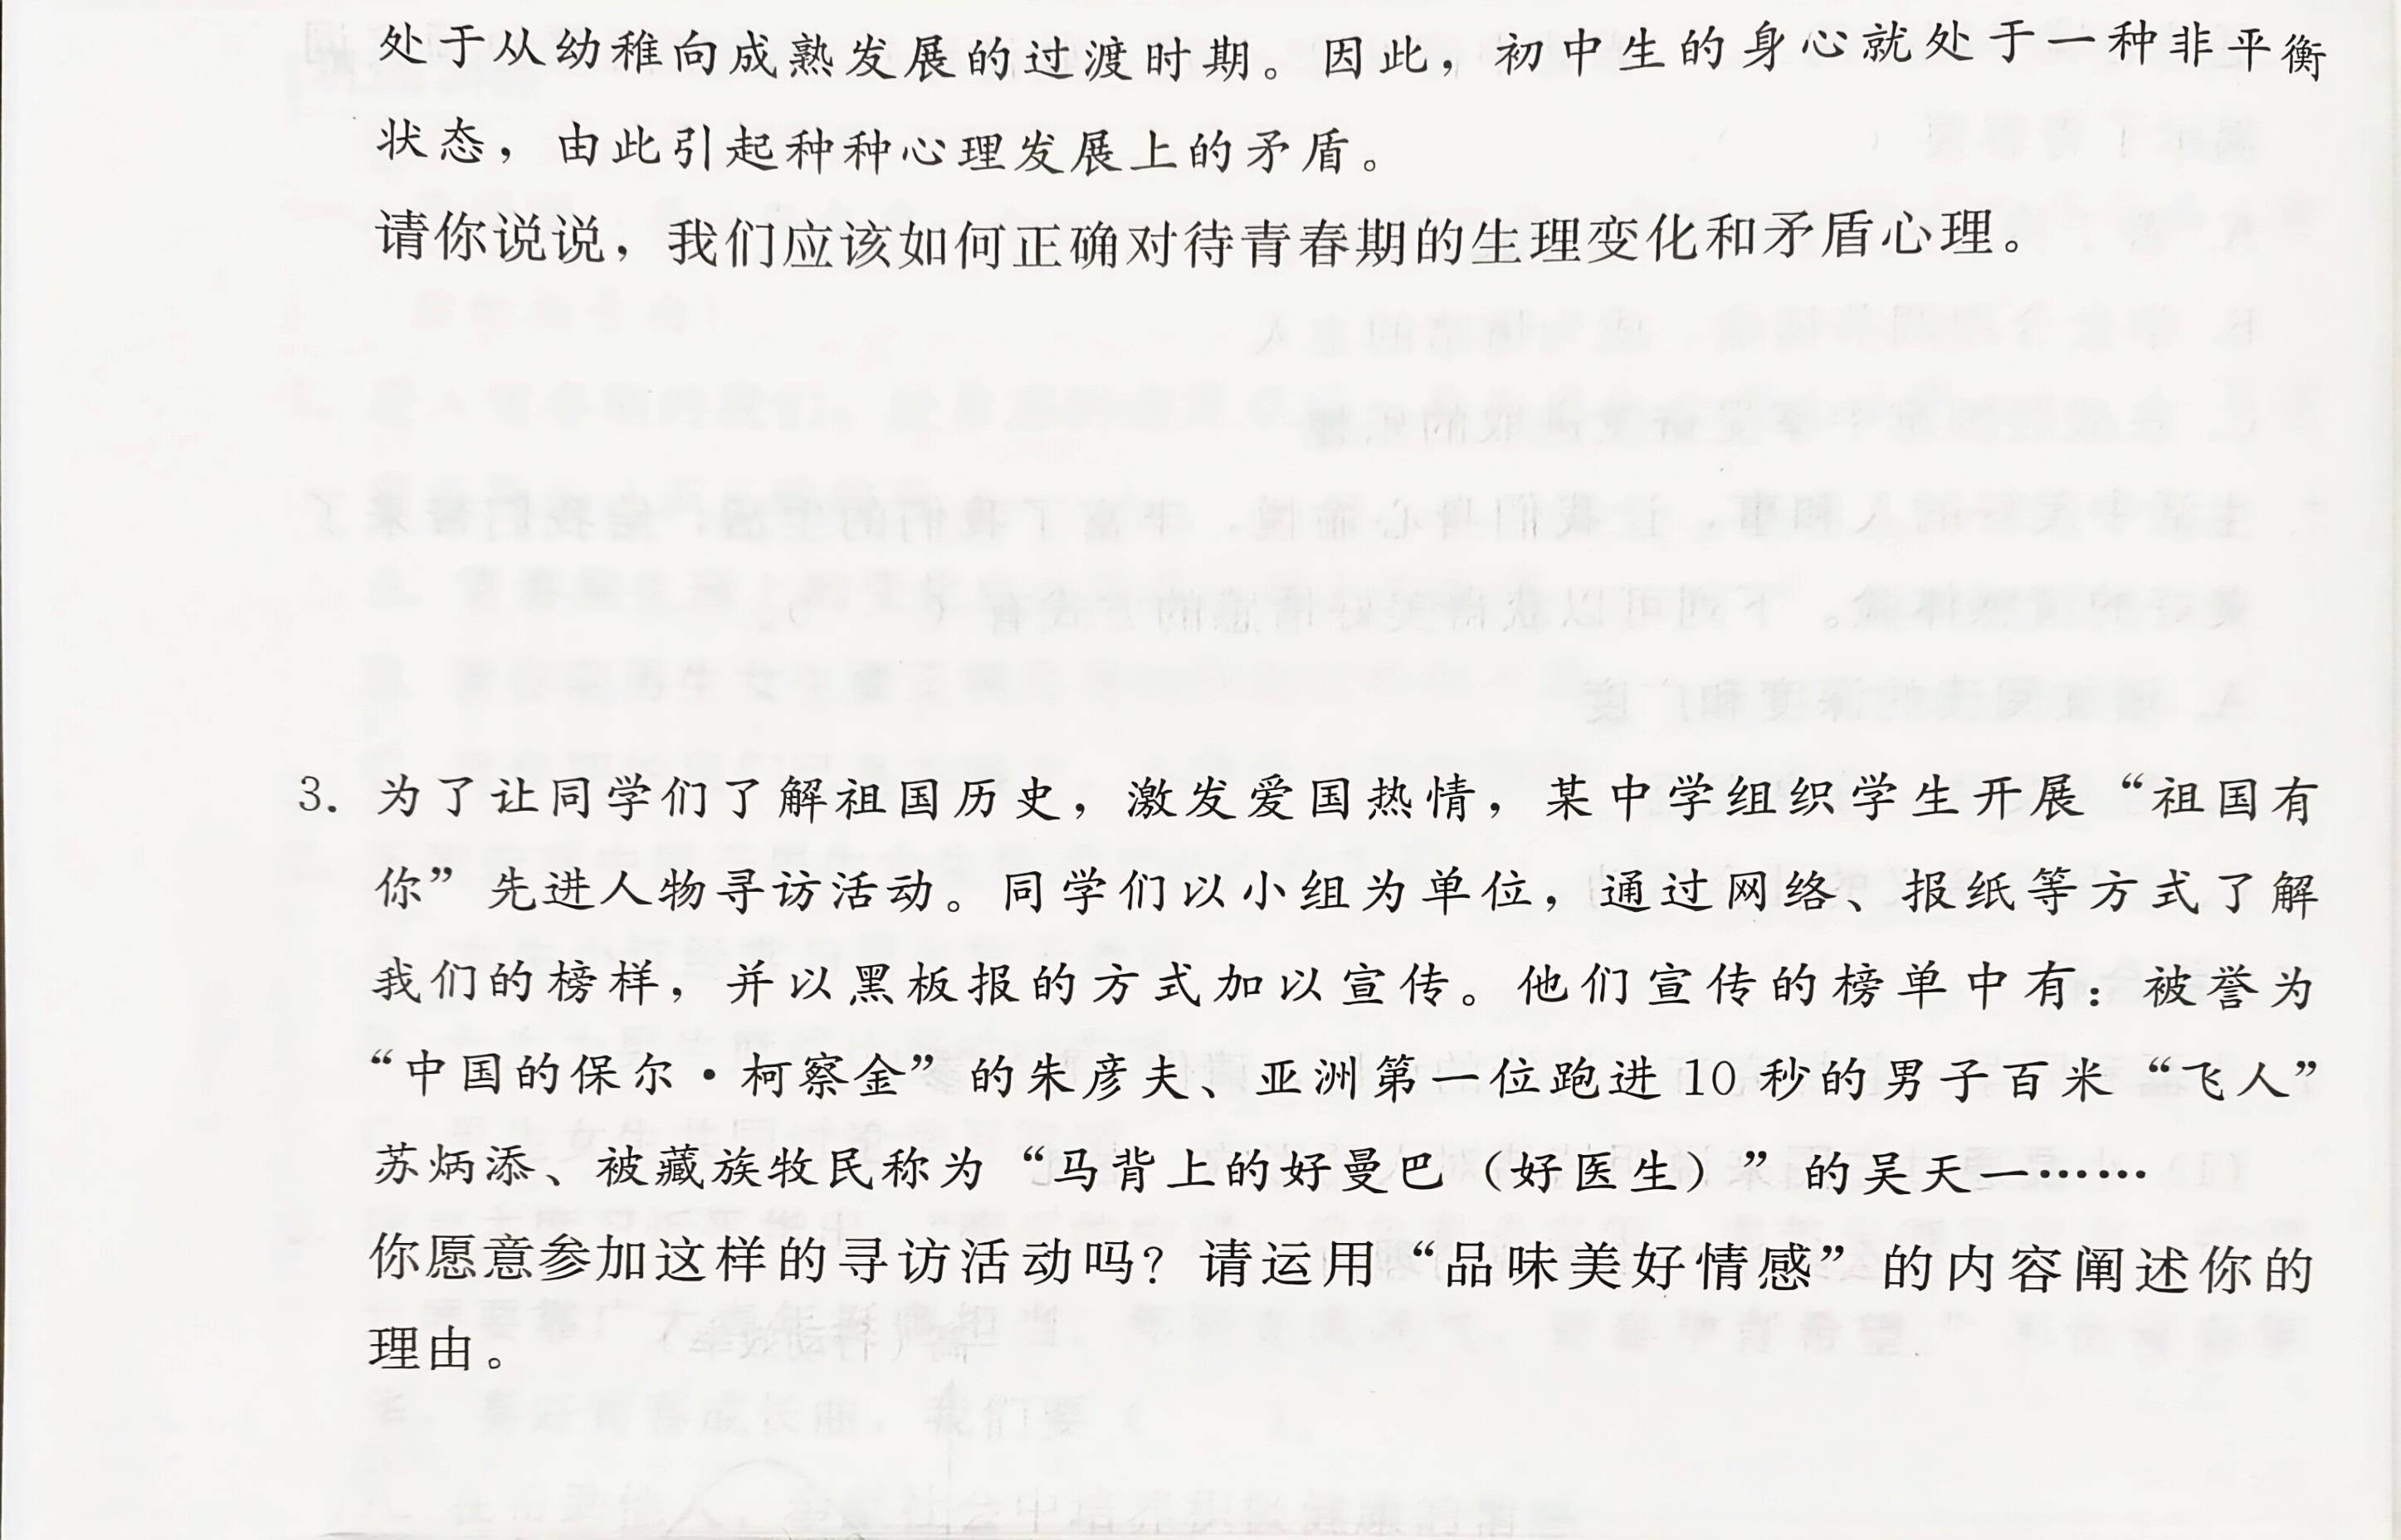 处于从幼稚向成熟发展的过渡时期。因此，初中生的身心就处于一种非平衡
状态，由此引起种种心理发展上的矛盾。
请你说说，我们应该如何正确对待青春期的生理变化和矛盾心理。
3. 为了让同学们了解祖国历史，激发爱国热情，某中学组织学生开展“祖国有
你”先进人物寻访活动。同学们以小组为单位，通过网络、报纸等方式了解
我们的榜样，并以黑板报的方式加以宣传。他们宣传的榜单中有：被誉为
“中国的保尔·柯察金”的朱彦夫、亚洲第一位跑进10秒的男子百米“飞人”
苏炳添、被藏族牧民称为“马背上的好曼巴（好医生）”的吴天一……
你愿意参加这样的寻访活动吗？请运用“品味美好情感”的内容阐述你的
理由。